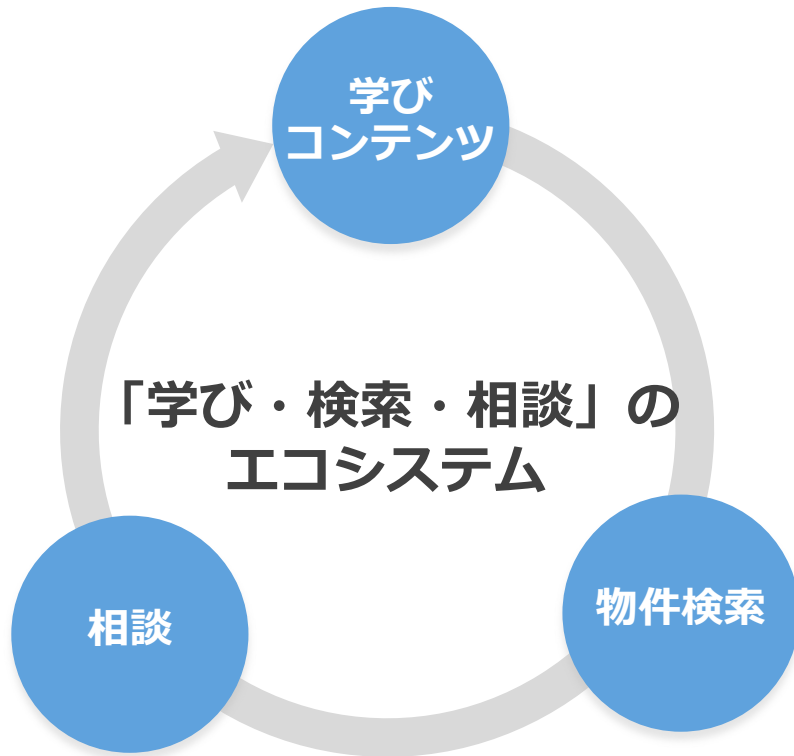 学び
コンテンツ
「学び・検索・相談」の
エコシステム
物件検索
相談